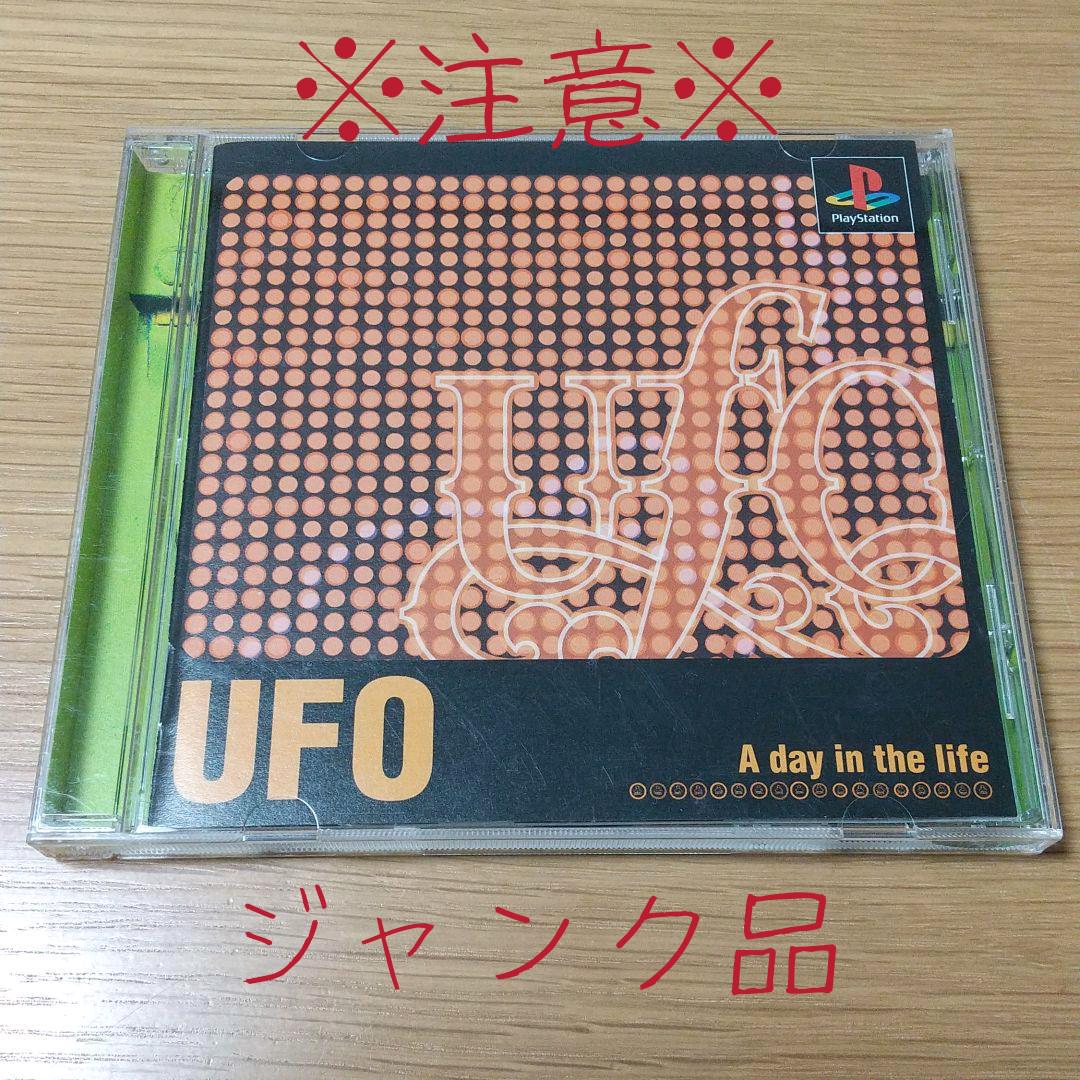 ※注意※
PlayStation
UFO
UFO
A day in the life
ジャンク品